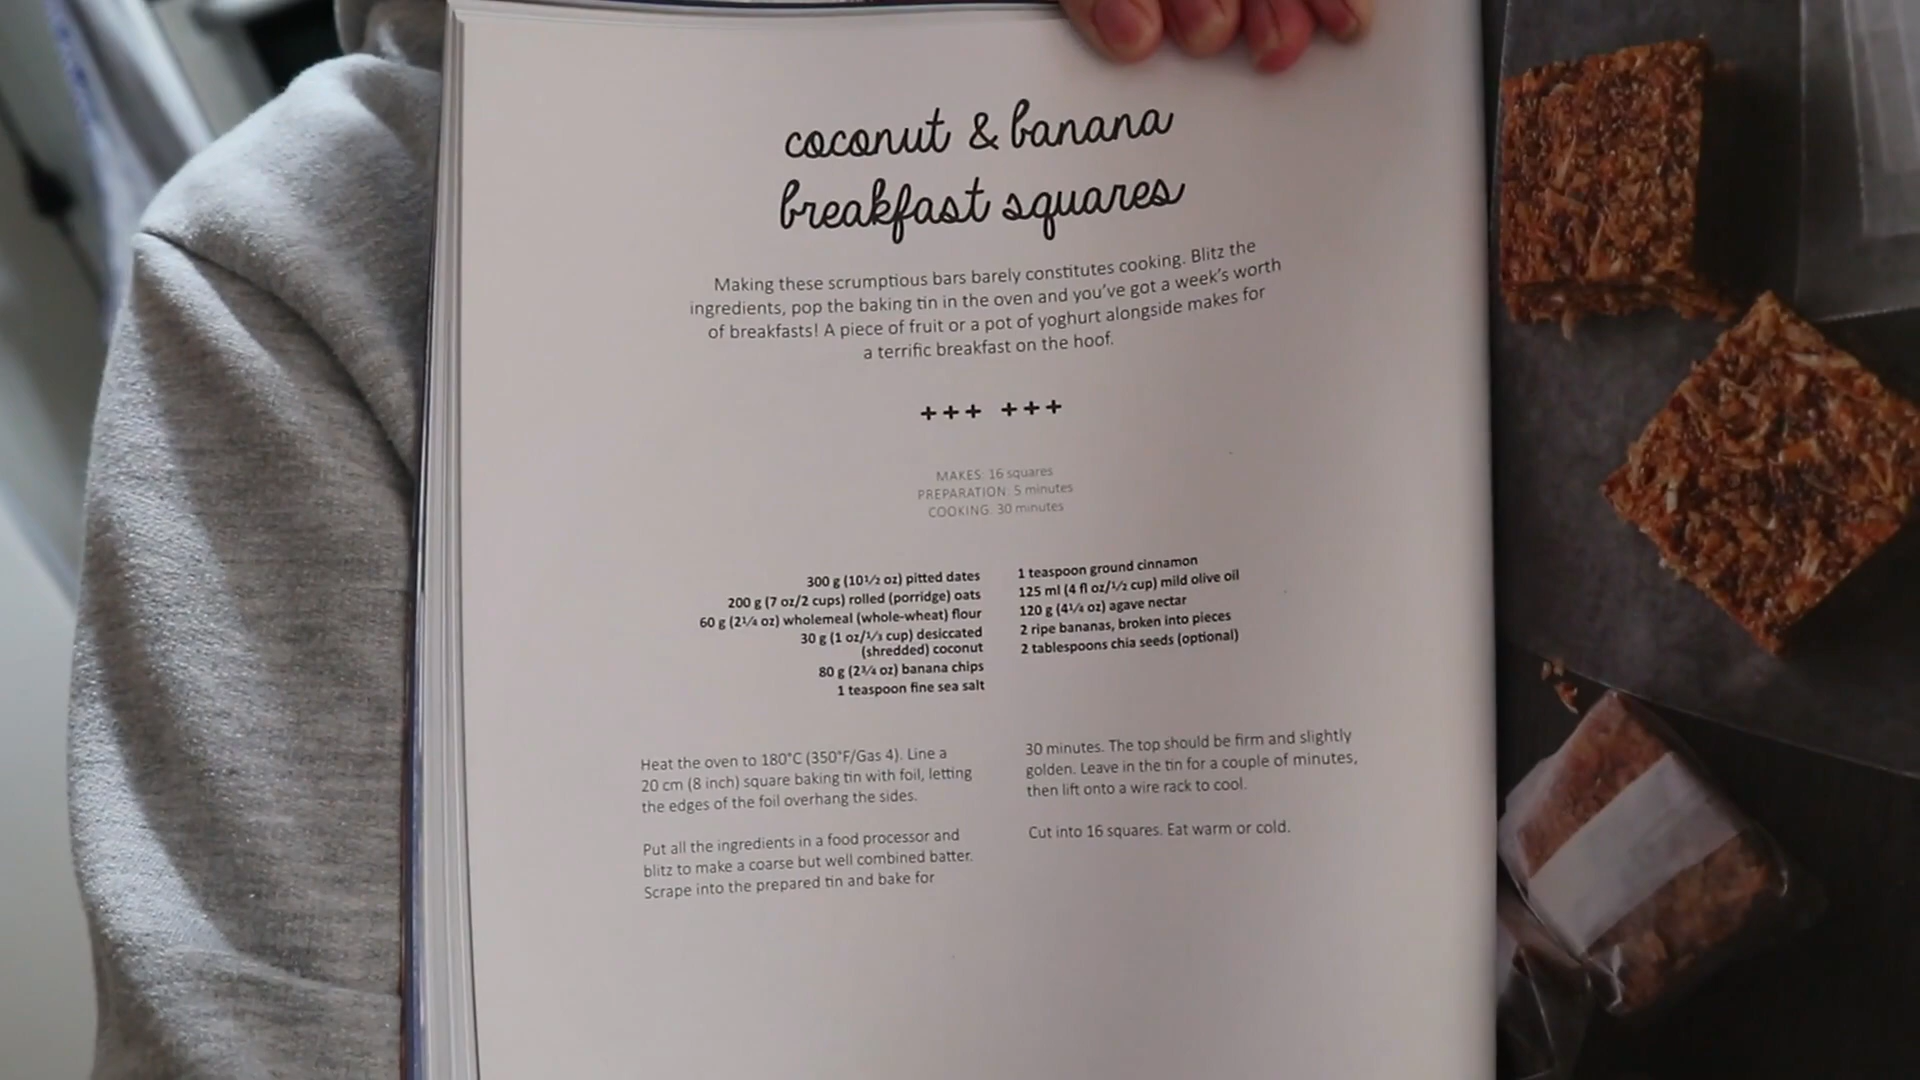 coconut & banana
breakfast squares
Making these scrumptious bars barely constitutes cooking. Blitz the
ingredients, pop the baking tin in the oven and you've got a week's worth
of breakfasts! A piece of fruit or a pot of yoghurt alongside makes for
a terrific breakfast on the hoof.
+++ +++
MAKES: 16 squares
PREPARATION: 5 minutes
COOKING: 30 minutes
300 g (10½ oz) pitted dates
200 g (7 oz/2 cups) rolled (porridge) oats
60 g (2¼ oz) wholemeal (whole-wheat) flour
30 g (1 oz/⅓ cup) desiccated
(shredded) coconut
80 g (2¾ oz) banana chips
1 teaspoon fine sea salt
1 teaspoon ground cinnamon
125 ml (4 fl oz/½ cup) mild olive oil
120 g (4¼ oz) agave nectar
2 ripe bananas, broken into pieces
2 tablespoons chia seeds (optional)
Heat the oven to 180°C (350°F/Gas 4). Line a
20 cm (8 inch) square baking tin with foil, letting
the edges of the foil overhang the sides.
Put all the ingredients in a food processor and
blitz to make a coarse but well combined batter.
Scrape into the prepared tin and bake for
30 minutes. The top should be firm and slightly
golden. Leave in the tin for a couple of minutes,
then lift onto a wire rack to cool.
Cut into 16 squares. Eat warm or cold.